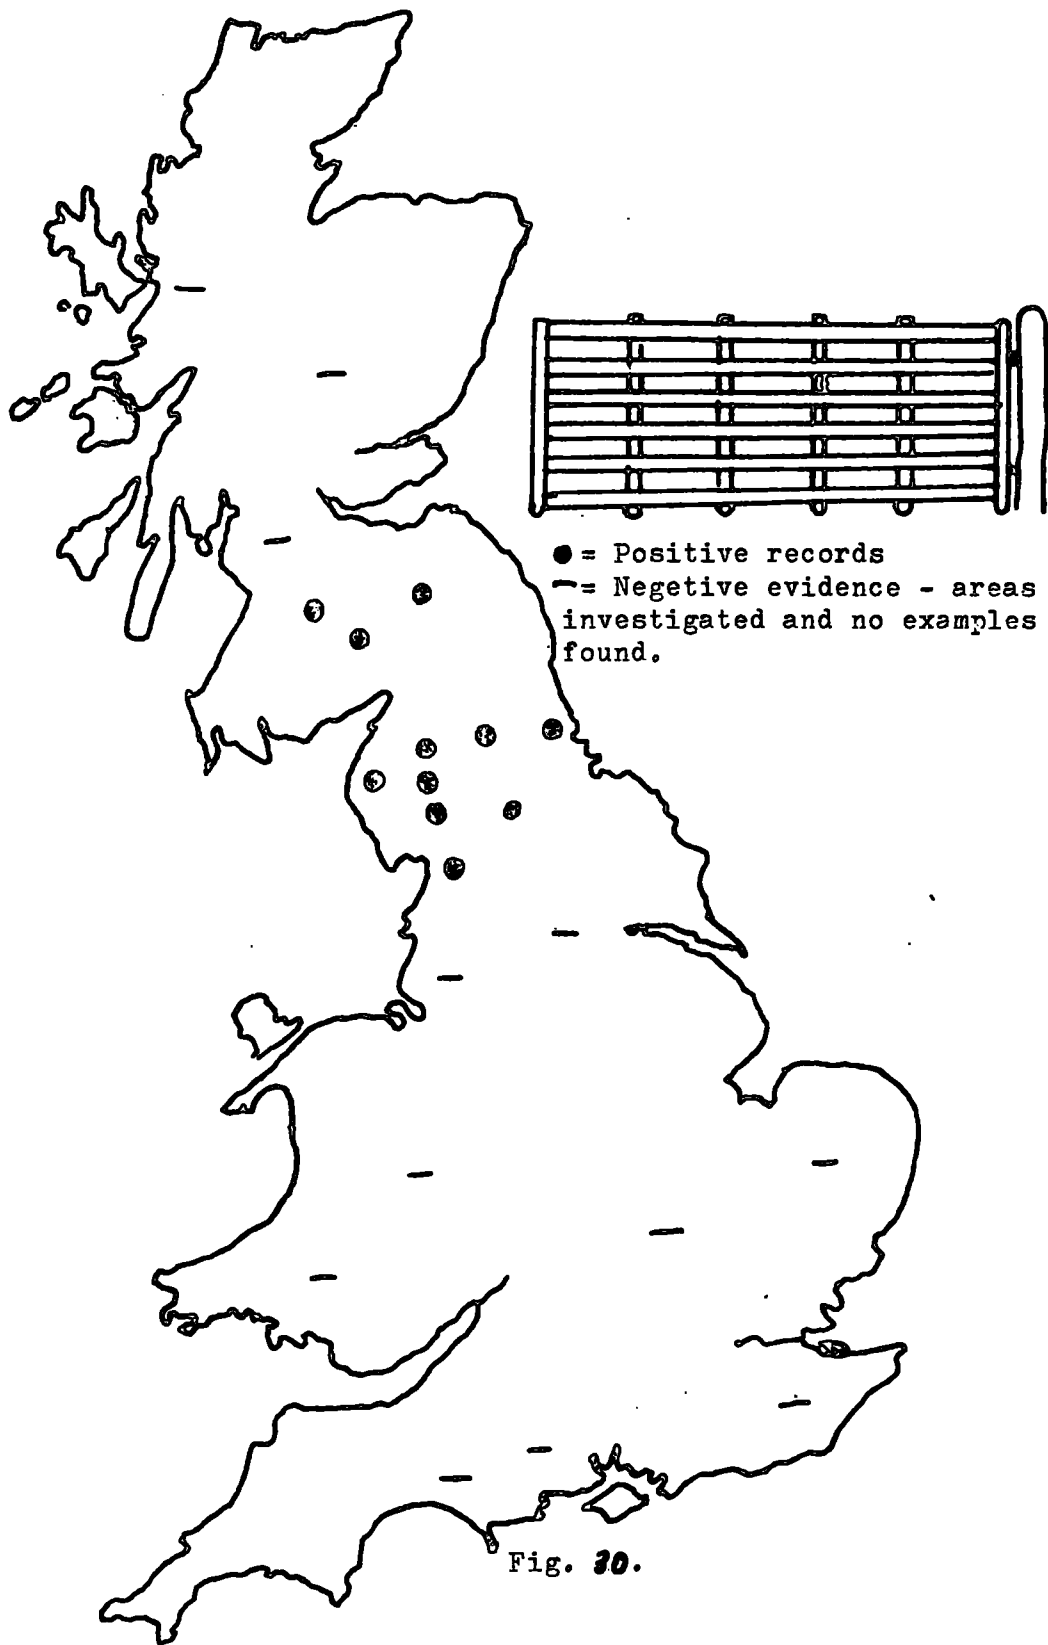 ● = Positive records
— = Negetive evidence - areas
investigated and no examples
found.
Fig. 30.